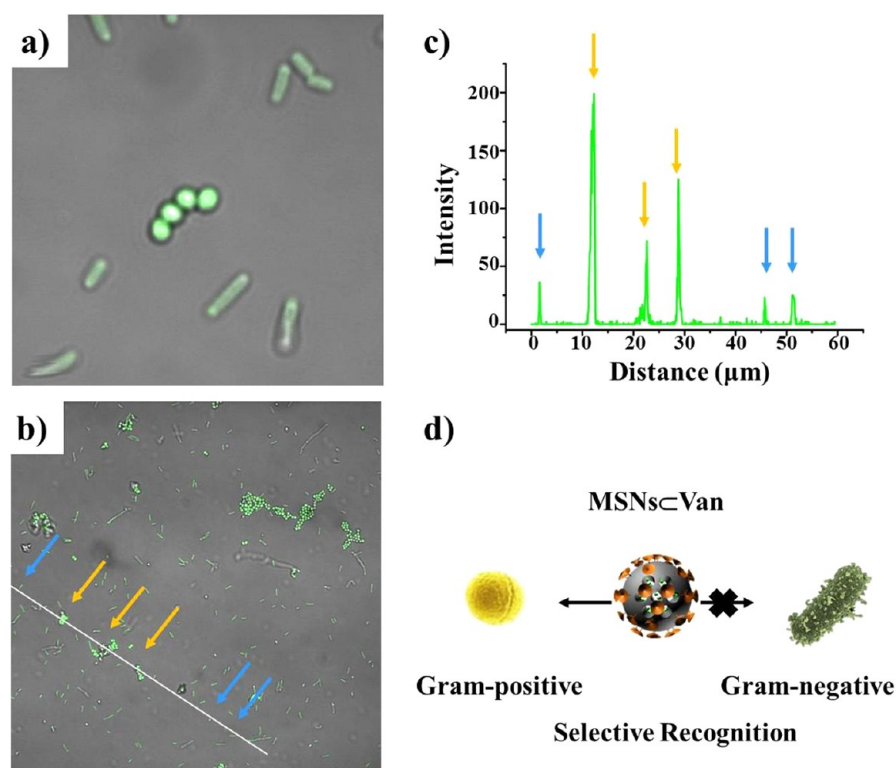 a)
b)
c)
200
150
100
50
0
Intensity
0 10 20 30 40 50 60
Distance (μm)
d)
MSNs⊂Van
Gram-positive Gram-negative
Selective Recognition